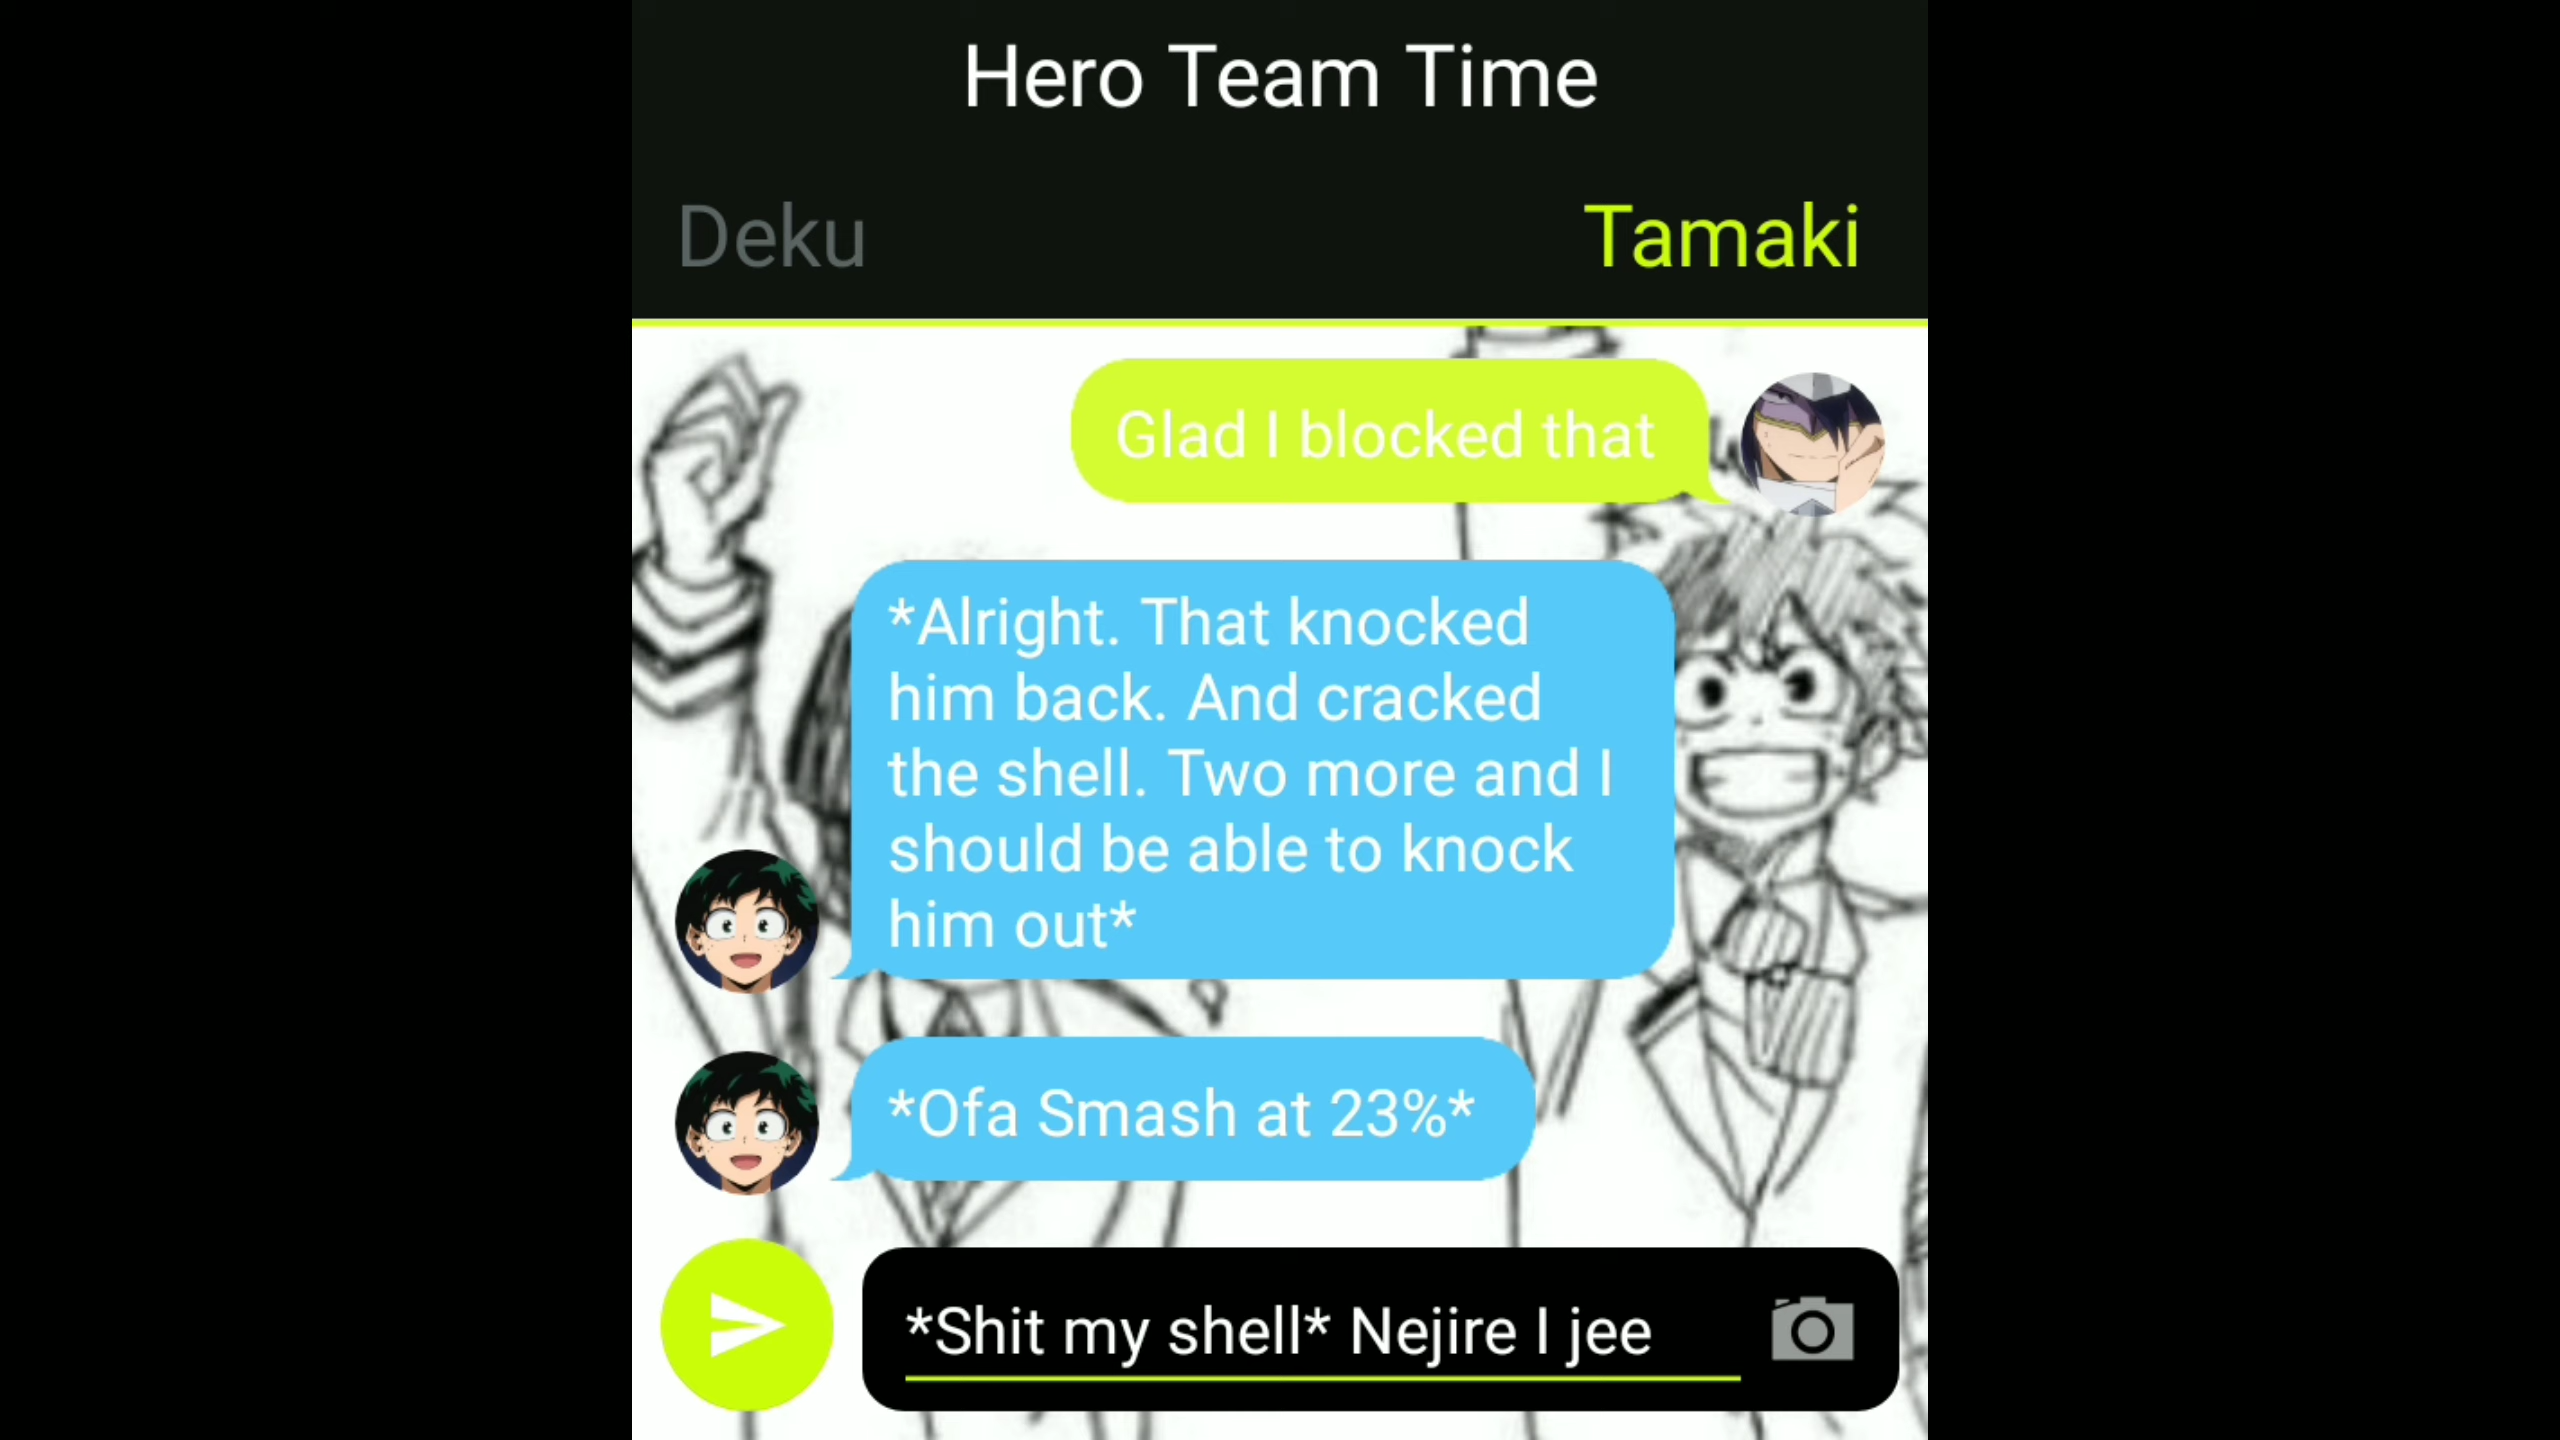 Hero Team Time
Deku
Tamaki
Glad I blocked that
*Alright. That knocked
him back. And cracked
the shell. Two more and I
should be able to knock
him out*
*Ofa Smash at 23%*
*Shit my shell* Nejire I jee